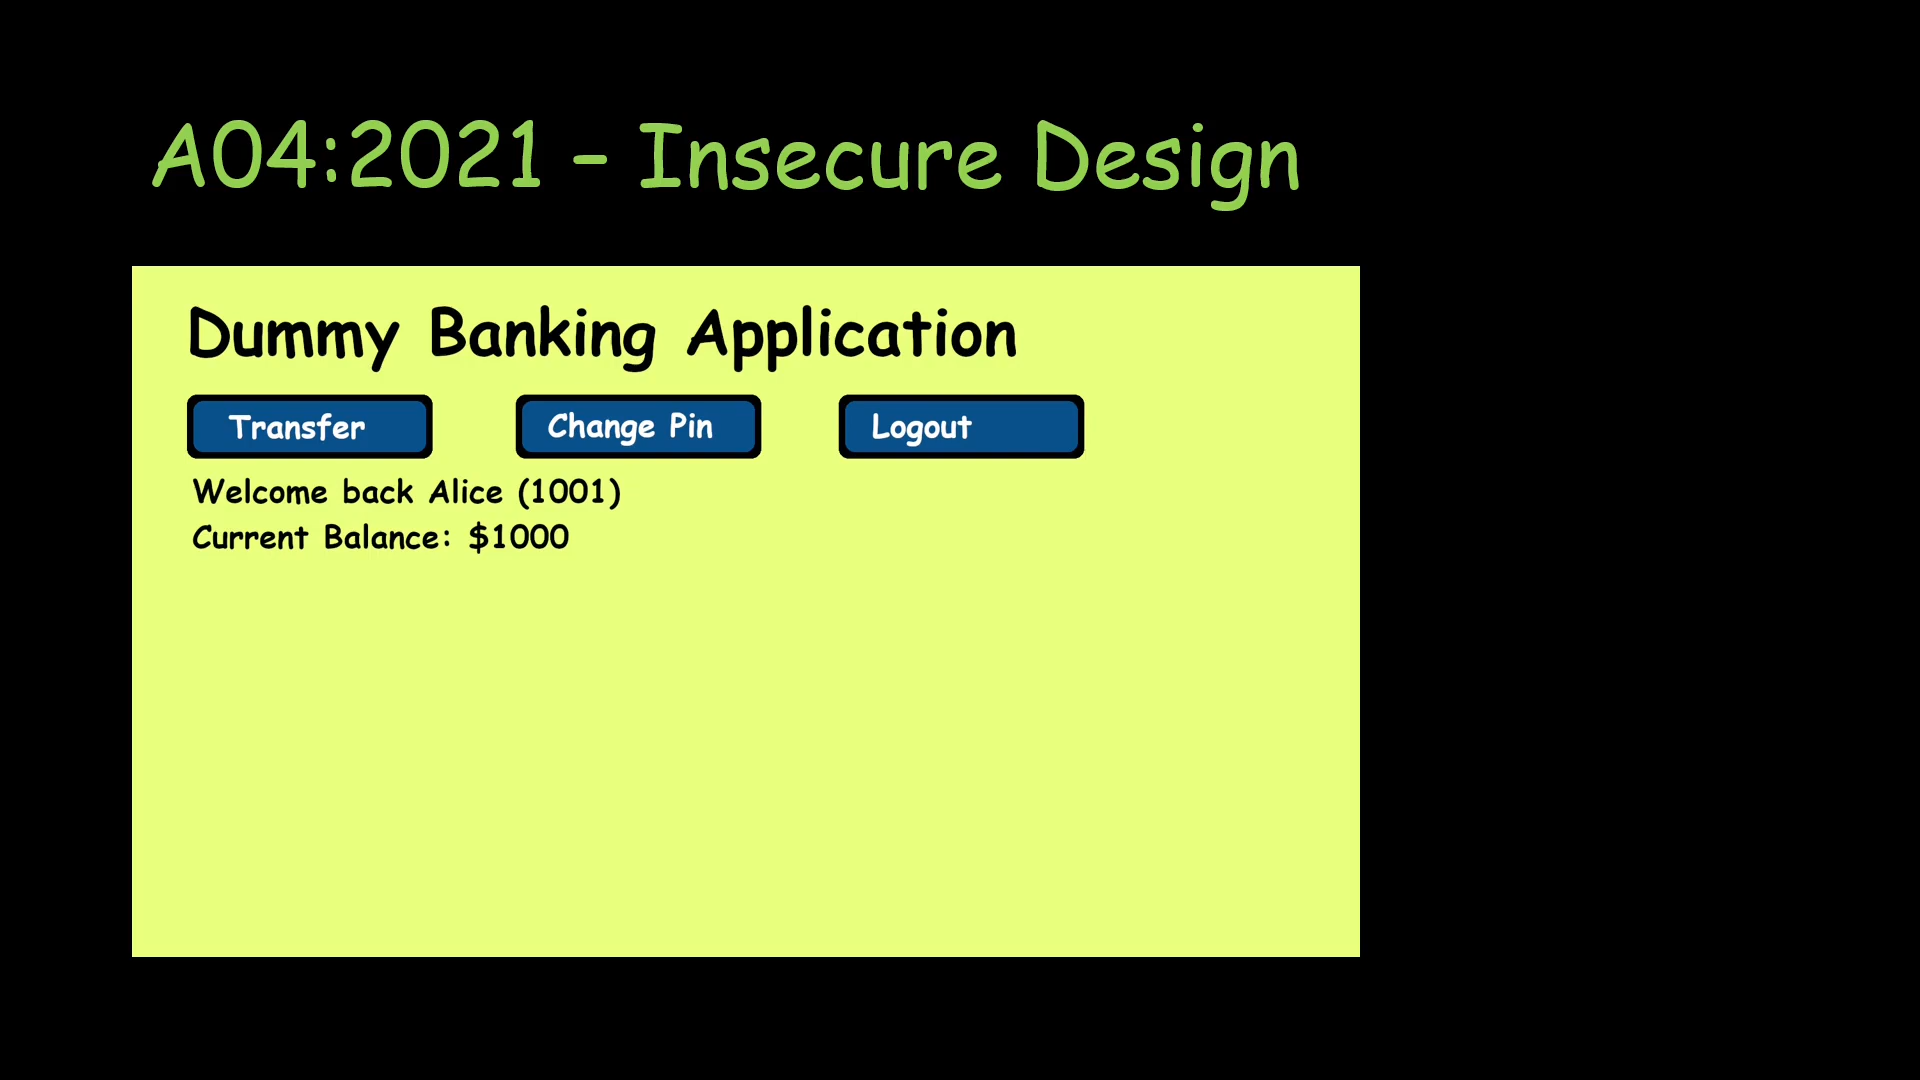 A04:2021 – Insecure Design
Dummy Banking Application
Transfer Change Pin Logout
Welcome back Alice (1001)
Current Balance: $1000